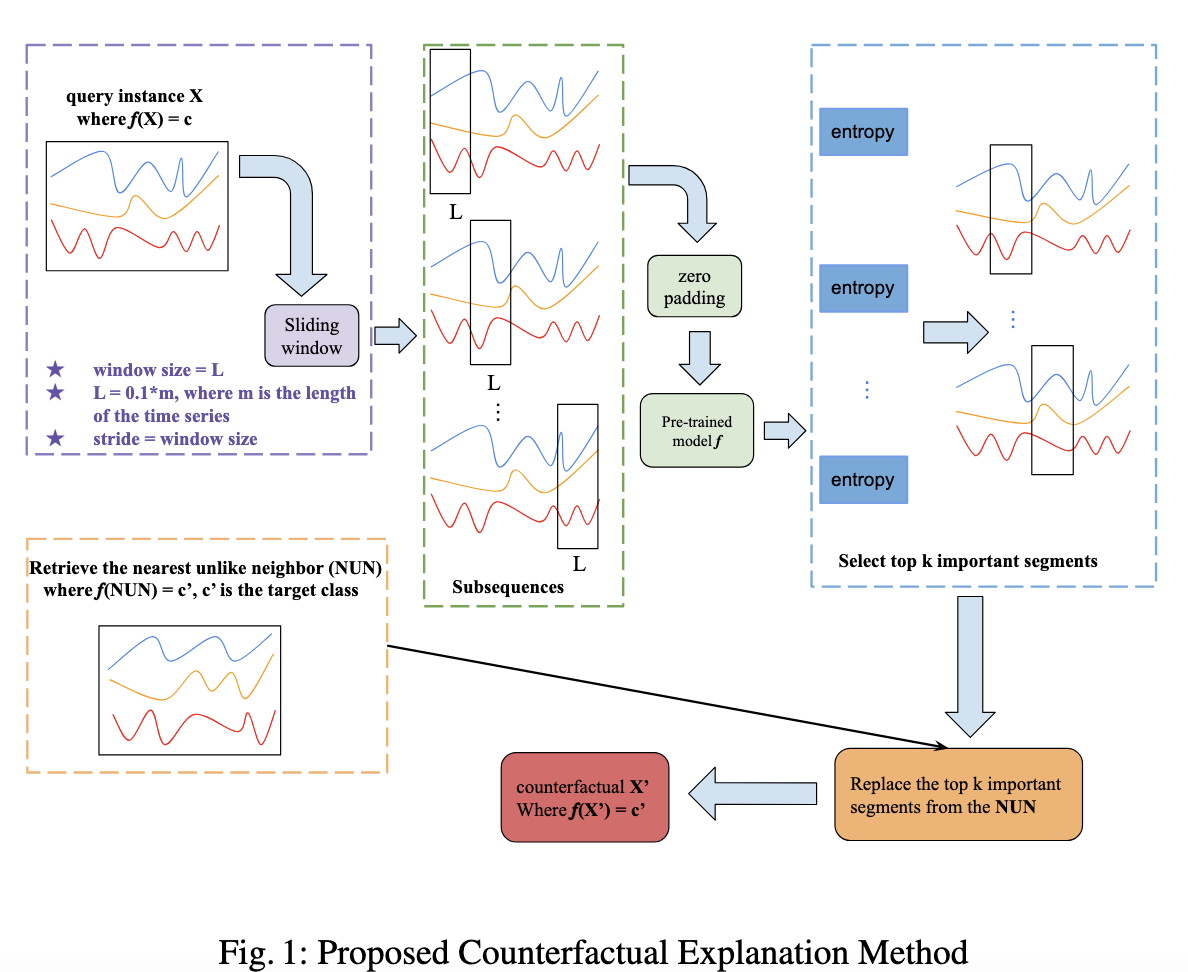 query instance X
where f(X) = c
Sliding
window
★ window size = L
★ L = 0.1*m, where m is the length
of the time series
★ stride = window size
L
L
⋮
L
Subsequences
zero
padding
Pre-trained
model f
entropy
entropy
⋮
entropy
⋮
Select top k important segments
Retrieve the nearest unlike neighbor (NUN)
where f(NUN) = c’, c’ is the target class
Replace the top k important
segments from the NUN
counterfactual X’
Where f(X’) = c’
Fig. 1: Proposed Counterfactual Explanation Method